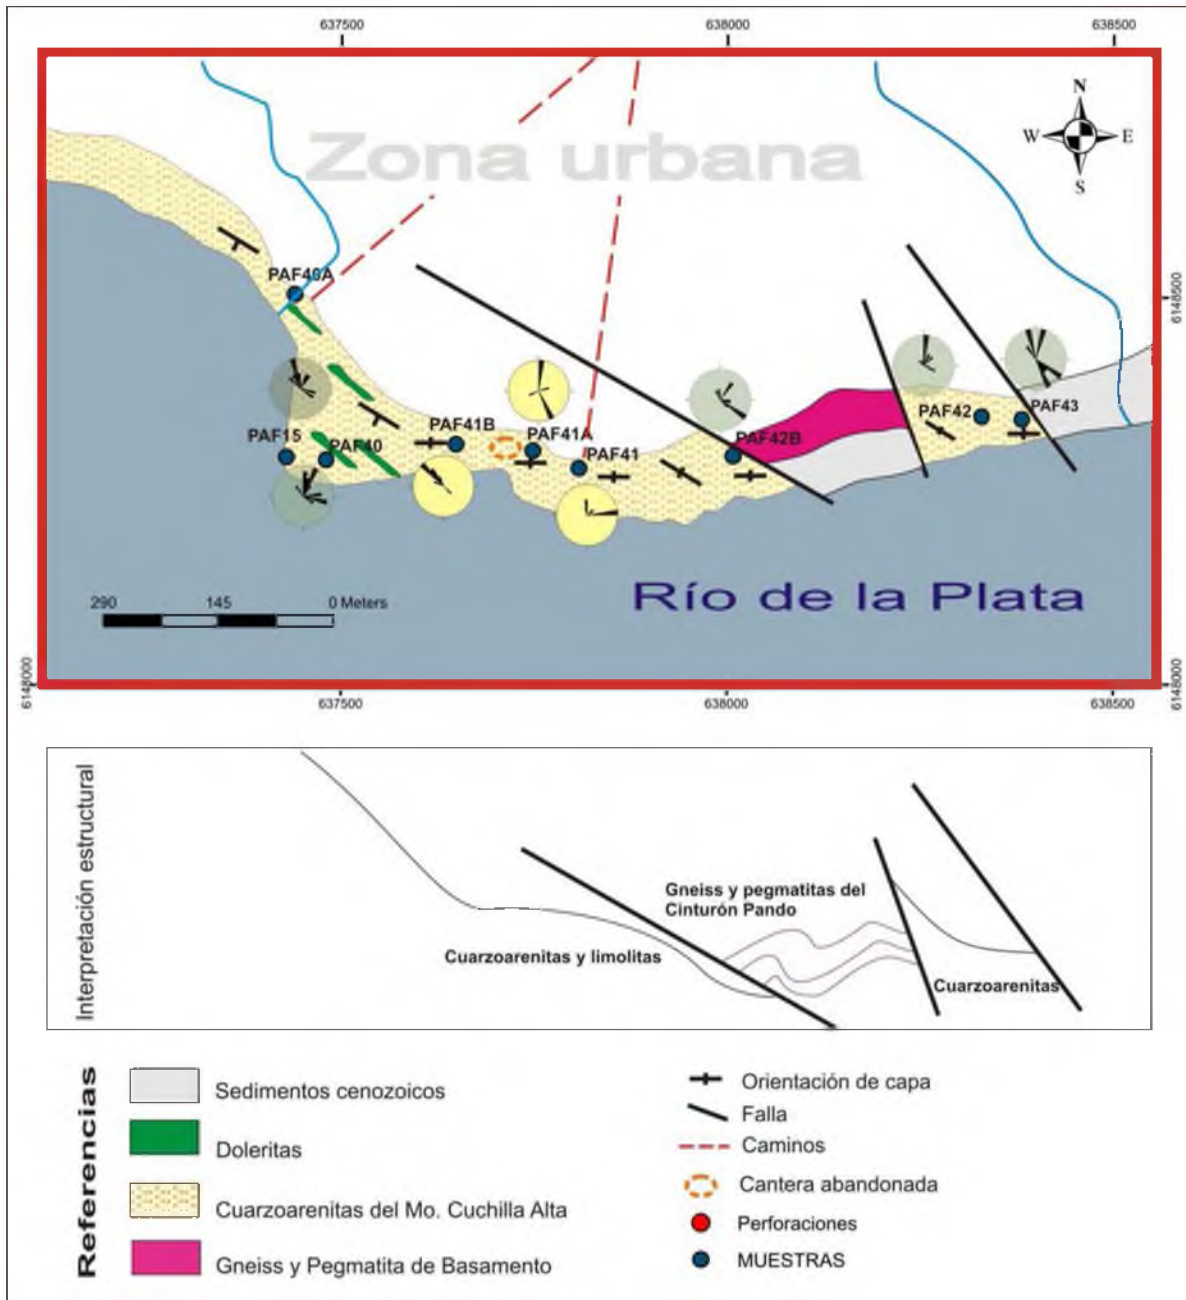 637500
638000
638500
Zona urbana
N
W
E
S
PAF40A
6148500
6148500
PAF41B
PAF42
PAF43
PAF15
PAF40
PAF41A
PAF42B
PAF41
Río de la Plata
290
145
0 Meters
6148000
6148000
637500
638000
638500
Interpretación estructural
Gneiss y pegmatitas del
Cinturón Pando
Cuarzoarenitas y limolitas
Cuarzoarenitas
Referencias
Sedimentos cenozoicos
Doleritas
Cuarzoarenitas del Mo. Cuchilla Alta
Gneiss y Pegmatita de Basamento
Orientación de capa
Falla
Caminos
Cantera abandonada
Perforaciones
MUESTRAS